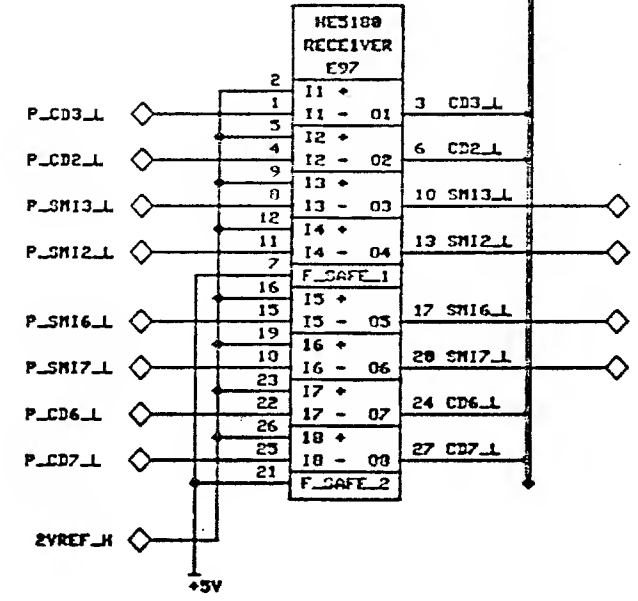 NE5180
RECEIVER
E97
2 I1 +
P_CD3_L 1 I1 - O1 3 CD3_L
5 I2 +
P_CD2_L 4 I2 - O2 6 CD2_L
9 I3 +
P_SMI3_L 8 I3 - O3 10 SMI3_L
12 I4 +
P_SMI2_L 11 I4 - O4 13 SMI2_L
7 F_SAFE_1
16 I5 +
P_SMI6_L 15 I5 - O5 17 SMI6_L
19 I6 +
P_SMI7_L 18 I6 - O6 20 SMI7_L
23 I7 +
P_CD6_L 22 I7 - O7 24 CD6_L
26 I8 +
P_CD7_L 25 I8 - O8 27 CD7_L
21 F_SAFE_2
2VREF_H
+5V